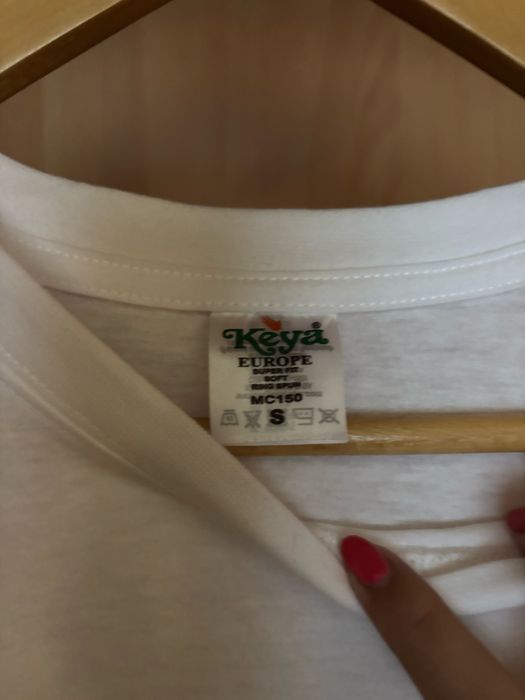 Keya®
EUROPE
SUPER FIT
SOFT
RING SPUN
MC150
S